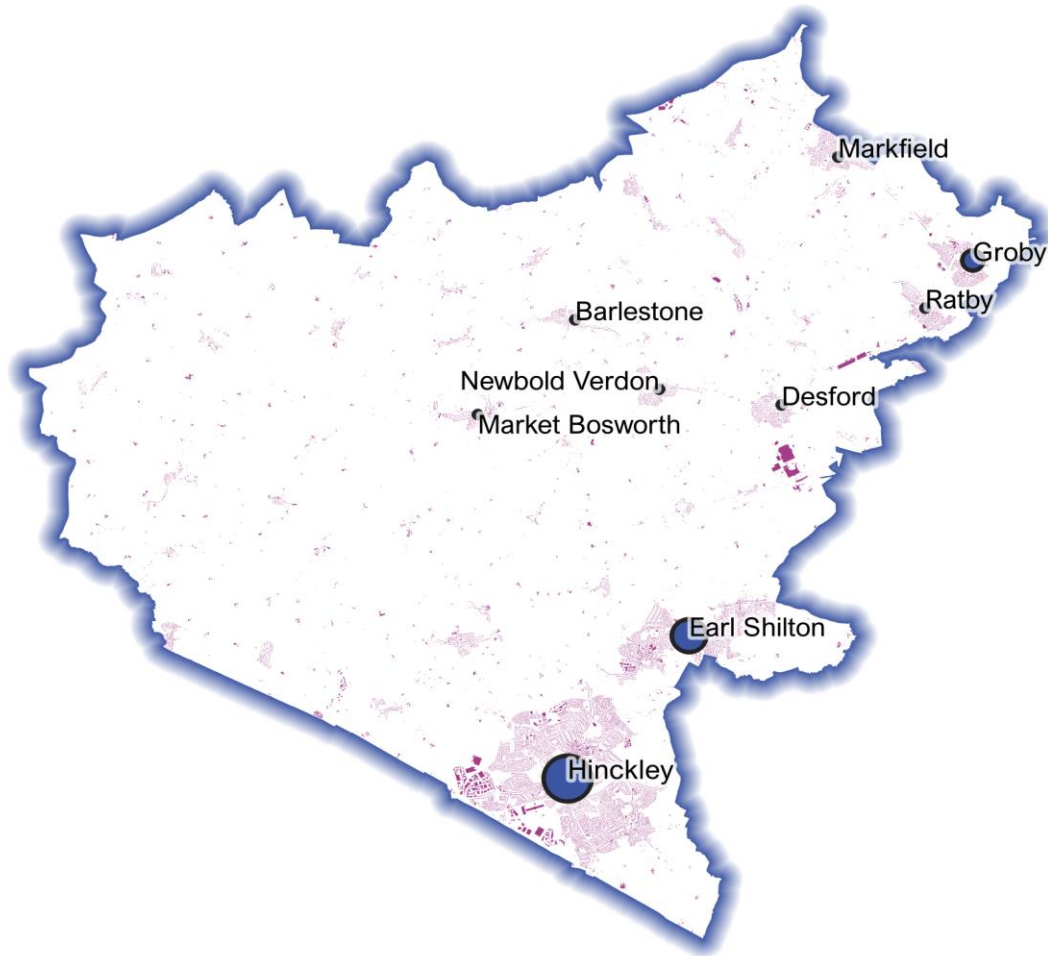 Markfield
Groby
Ratby
Barlestone
Newbold Verdon
Desford
Market Bosworth
Earl Shilton
Hinckley